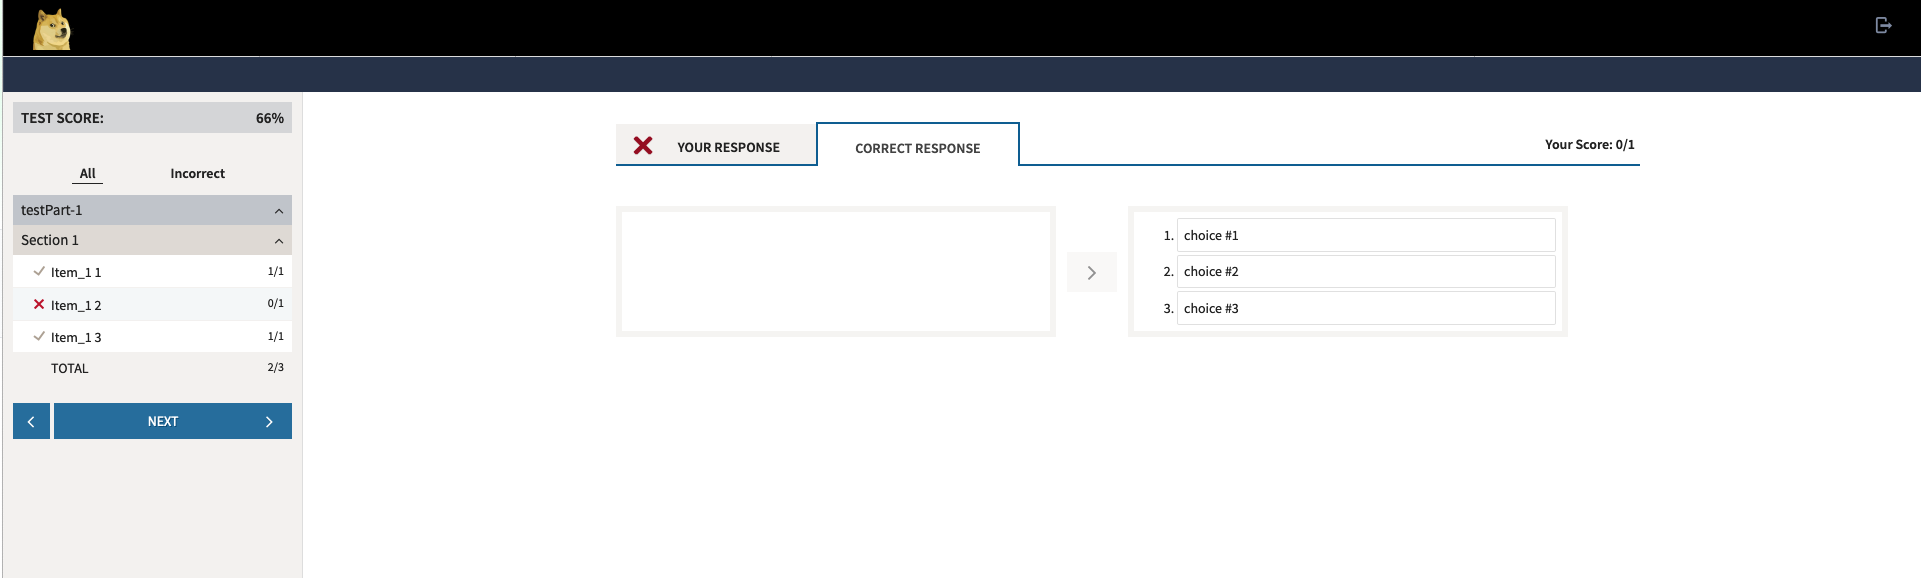 TEST SCORE: 66%
All Incorrect
testPart-1
Section 1
Item_1 1 1/1
Item_1 2 0/1
Item_1 3 1/1
TOTAL 2/3
NEXT
YOUR RESPONSE CORRECT RESPONSE Your Score: 0/1
1. choice #1
2. choice #2
3. choice #3